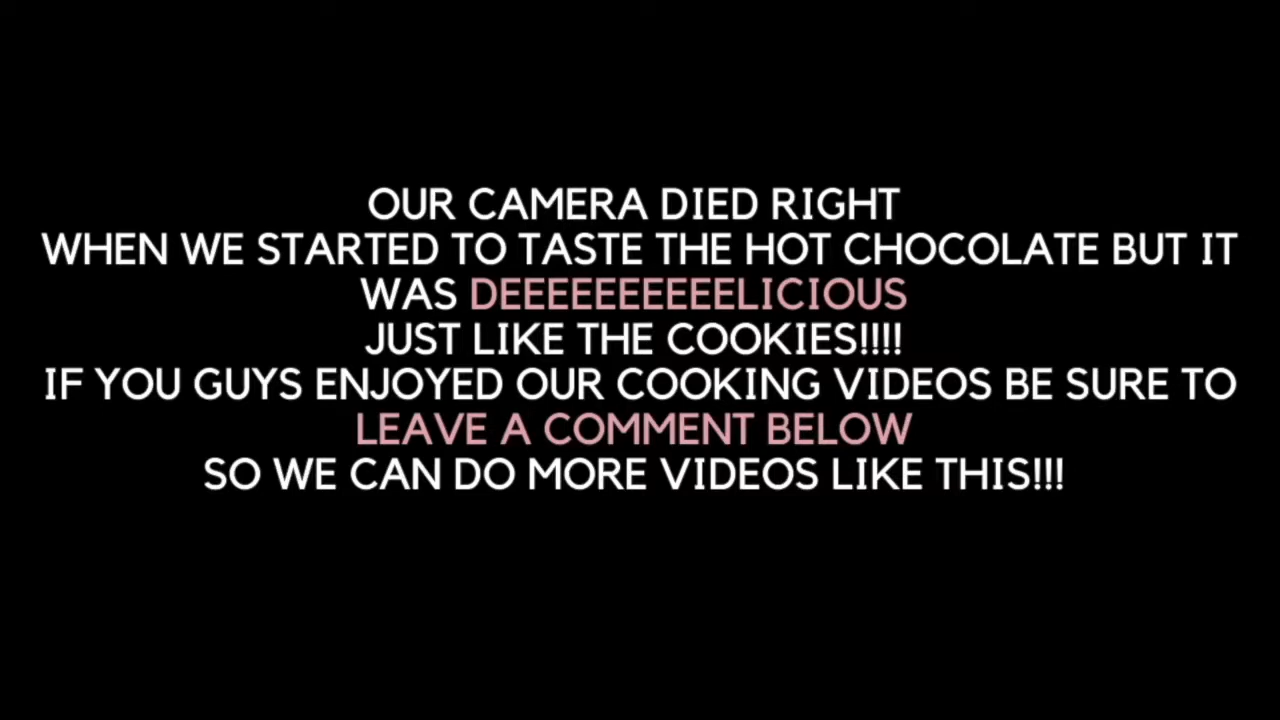 OUR CAMERA DIED RIGHT
WHEN WE STARTED TO TASTE THE HOT CHOCOLATE BUT IT
WAS DEEEEEEEEEELICIOUS
JUST LIKE THE COOKIES!!!!
IF YOU GUYS ENJOYED OUR COOKING VIDEOS BE SURE TO
LEAVE A COMMENT BELOW
SO WE CAN DO MORE VIDEOS LIKE THIS!!!